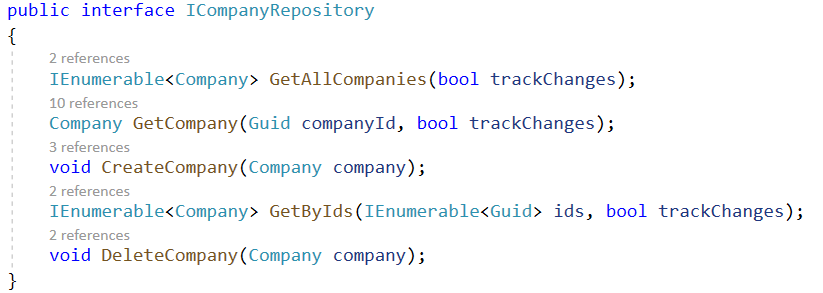 public interface ICompanyRepository
{
2 references
IEnumerable<Company> GetAllCompanies(bool trackChanges);
10 references
Company GetCompany(Guid companyId, bool trackChanges);
3 references
void CreateCompany(Company company);
2 references
IEnumerable<Company> GetByIds(IEnumerable<Guid> ids, bool trackChanges);
2 references
void DeleteCompany(Company company);
}